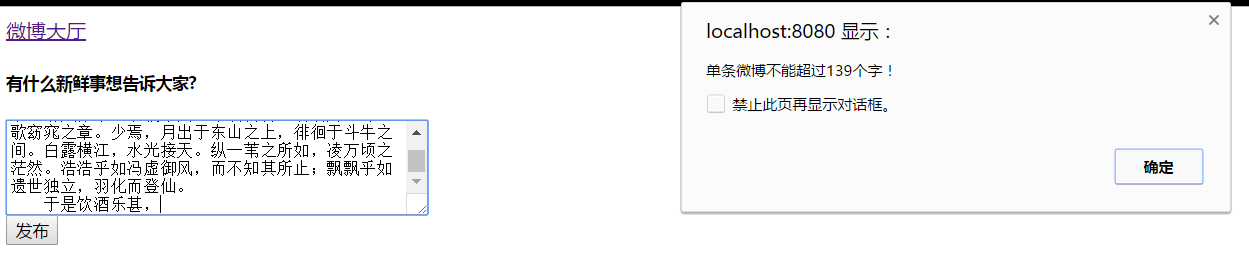 微博大厅
有什么新鲜事想告诉大家?
歌窈窕之章。少焉，月出于东山之上，徘徊于斗牛之
间。白露横江，水光接天。纵一苇之所如，凌万顷之
茫然。浩浩乎如冯虚御风，而不知其所止；飘飘乎如
遗世独立，羽化而登仙。
于是饮酒乐甚，
发布
localhost:8080 显示：
单条微博不能超过139个字！
禁止此页再显示对话框。
确定